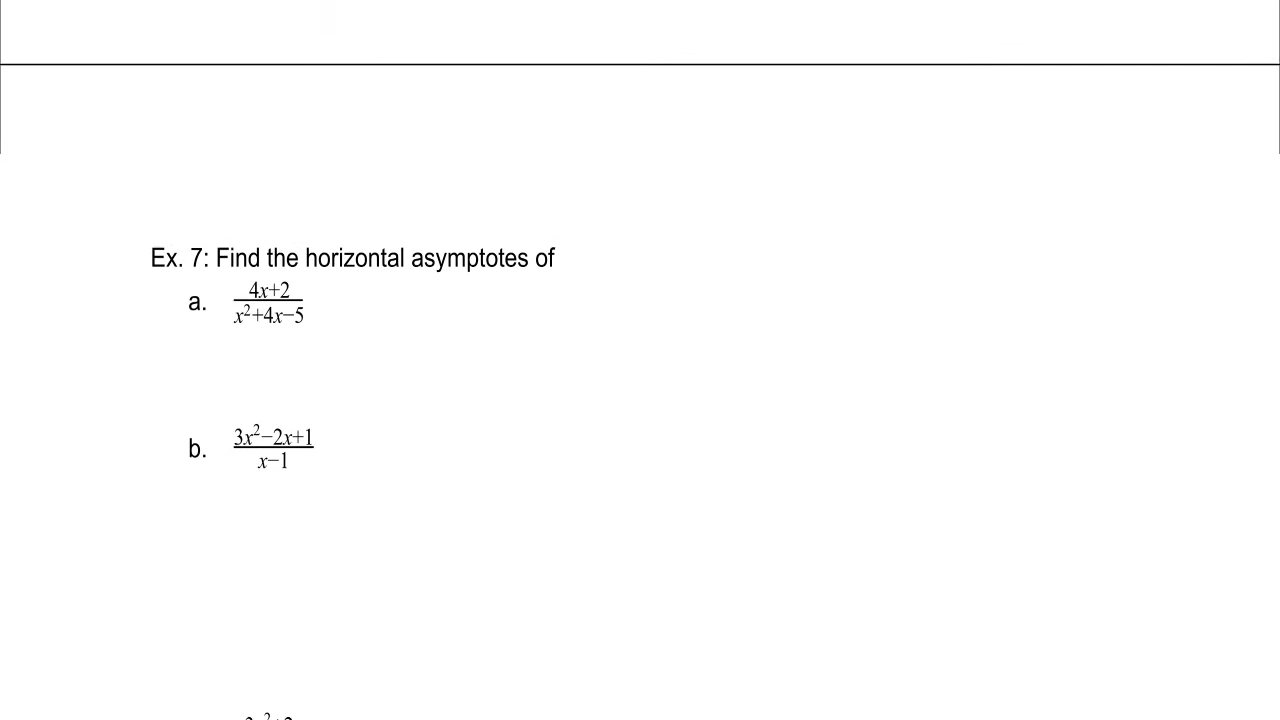 Ex. 7: Find the horizontal asymptotes of
a. 4x+2
x²+4x−5
b. 3x²−2x+1
x−1